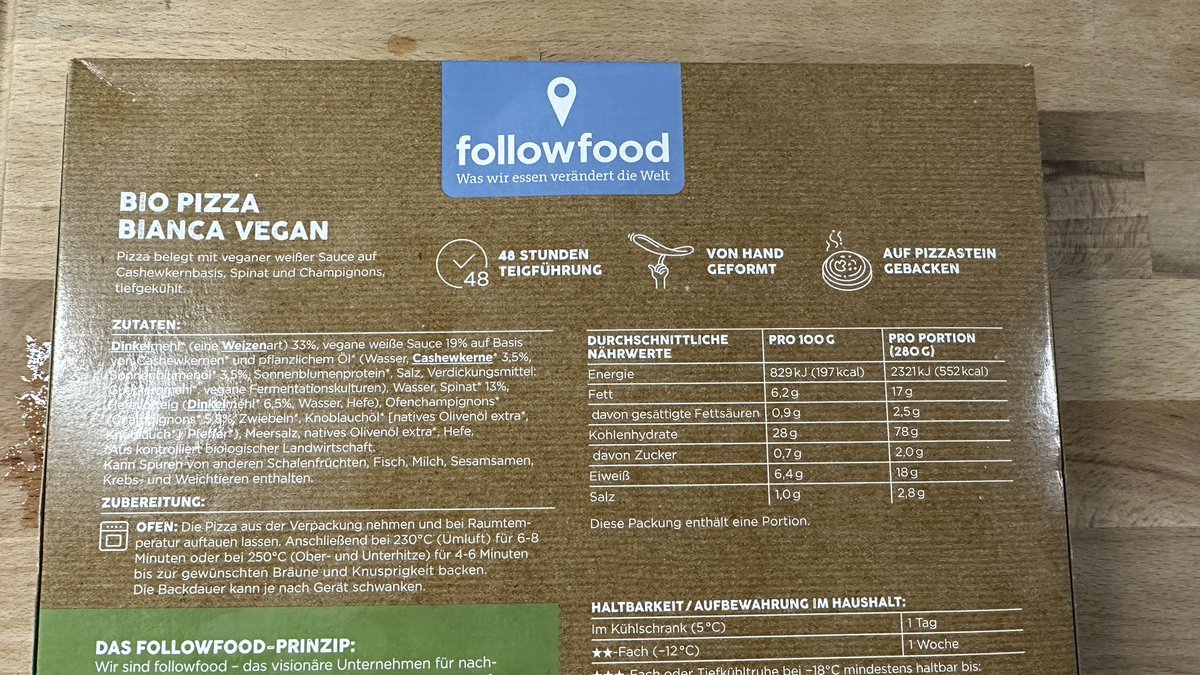 followfood
Was wir essen verändert die Welt
BIO PIZZA
BIANCA VEGAN
Pizza belegt mit veganer weißer Sauce auf
Cashewkernbasis, Spinat und Champignons,
tiefgekühlt.
48
48 STUNDEN
TEIGFÜHRUNG
VON HAND
GEFORMT
AUF PIZZASTEIN
GEBACKEN
ZUTATEN:
Dinkelmehl* (eine Weizenart) 33%, vegane weiße Sauce 19% auf Basis
von Cashewkernen* und pflanzlichem Öl* (Wasser, Cashewkerne* 3,5%,
Sonnenblumenöl* 3,5%, Sonnenblumenprotein*, Salz, Verdickungsmittel:
vegane Fermentationskulturen), Wasser, Spinat* 13%,
(Dinkelmehl* 6,5%, Wasser, Hefe), Ofenchampignons*
(Champignons* 5,8%, Zwiebeln*, Knoblauchöl* [natives Olivenöl extra*,
Knoblauch*], Pfeffer*), Meersalz, natives Olivenöl extra*, Hefe.
*Aus kontrolliert biologischer Landwirtschaft.
Kann Spuren von anderen Schalenfrüchten, Fisch, Milch, Sesamsamen,
Krebs- und Weichtieren enthalten.
ZUBEREITUNG:
OFEN: Die Pizza aus der Verpackung nehmen und bei Raumtem-
peratur auftauen lassen. Anschließend bei 230°C (Umluft) für 6-8
Minuten oder bei 250°C (Ober- und Unterhitze) für 4-6 Minuten
bis zur gewünschten Bräune und Knusprigkeit backen.
Die Backdauer kann je nach Gerät schwanken.
DAS FOLLOWFOOD-PRINZIP:
Wir sind followfood – das visionäre Unternehmen für nach-
DURCHSCHNITTLICHE NÄHRWERTE PRO 100 G PRO PORTION (280 G)
Energie 829 kJ (197 kcal) 2321 kJ (552 kcal)
Fett 6,2 g 17 g
davon gesättigte Fettsäuren 0,9 g 2,5 g
Kohlenhydrate 28 g 78 g
davon Zucker 0,7 g 2,0 g
Eiweiß 6,4 g 18 g
Salz 1,0 g 2,8 g
Diese Packung enthält eine Portion.
HALTBARKEIT / AUFBEWAHRUNG IM HAUSHALT:
Im Kühlschrank (5°C) 1 Tag
★★-Fach (−12°C) 1 Woche
★★★ Fach oder Tiefkühltruhe bei −18°C mindestens haltbar bis: